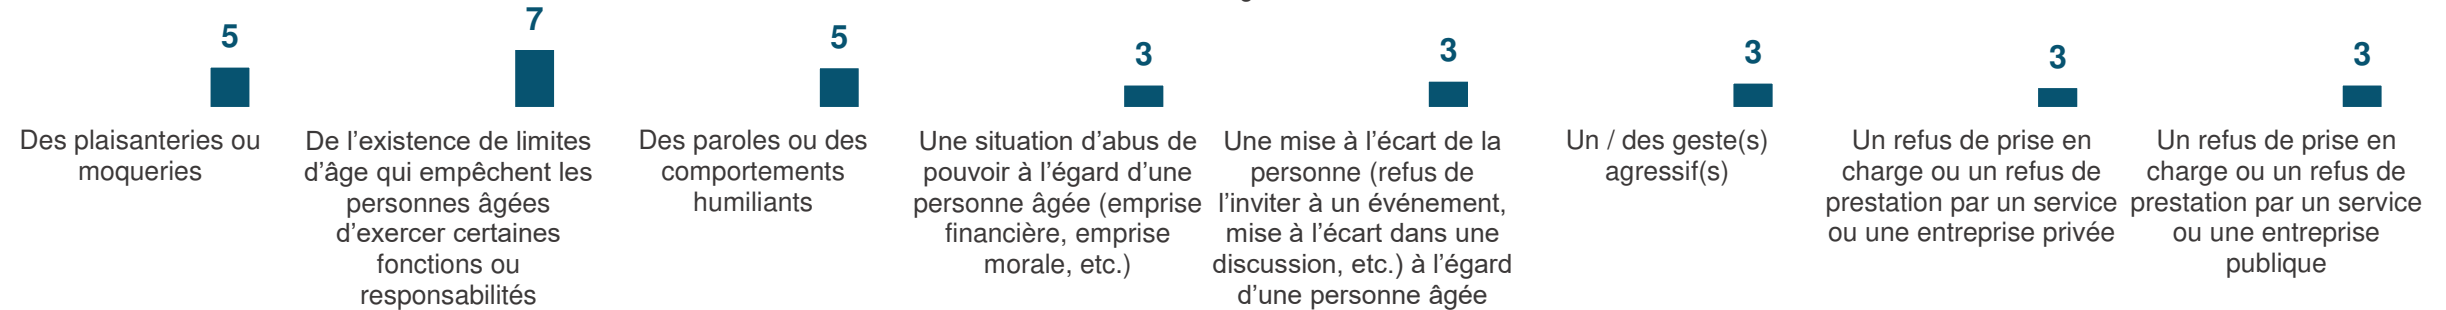 5
7
5
3
3
3
3
3
Des plaisanteries ou
moqueries
De l’existence de limites
d’âge qui empêchent les
personnes âgées
d’exercer certaines
fonctions ou
responsabilités
Des paroles ou des
comportements
humiliants
Une situation d’abus de
pouvoir à l’égard d’une
personne âgée (emprise
financière, emprise
morale, etc.)
Une mise à l’écart de la
personne (refus de
l’inviter à un événement,
mise à l’écart dans une
discussion, etc.) à l’égard
d’une personne âgée
Un / des geste(s)
agressif(s)
Un refus de prise en
charge ou un refus de
prestation par un service
ou une entreprise privée
Un refus de prise en
charge ou un refus de
prestation par un service
ou une entreprise
publique